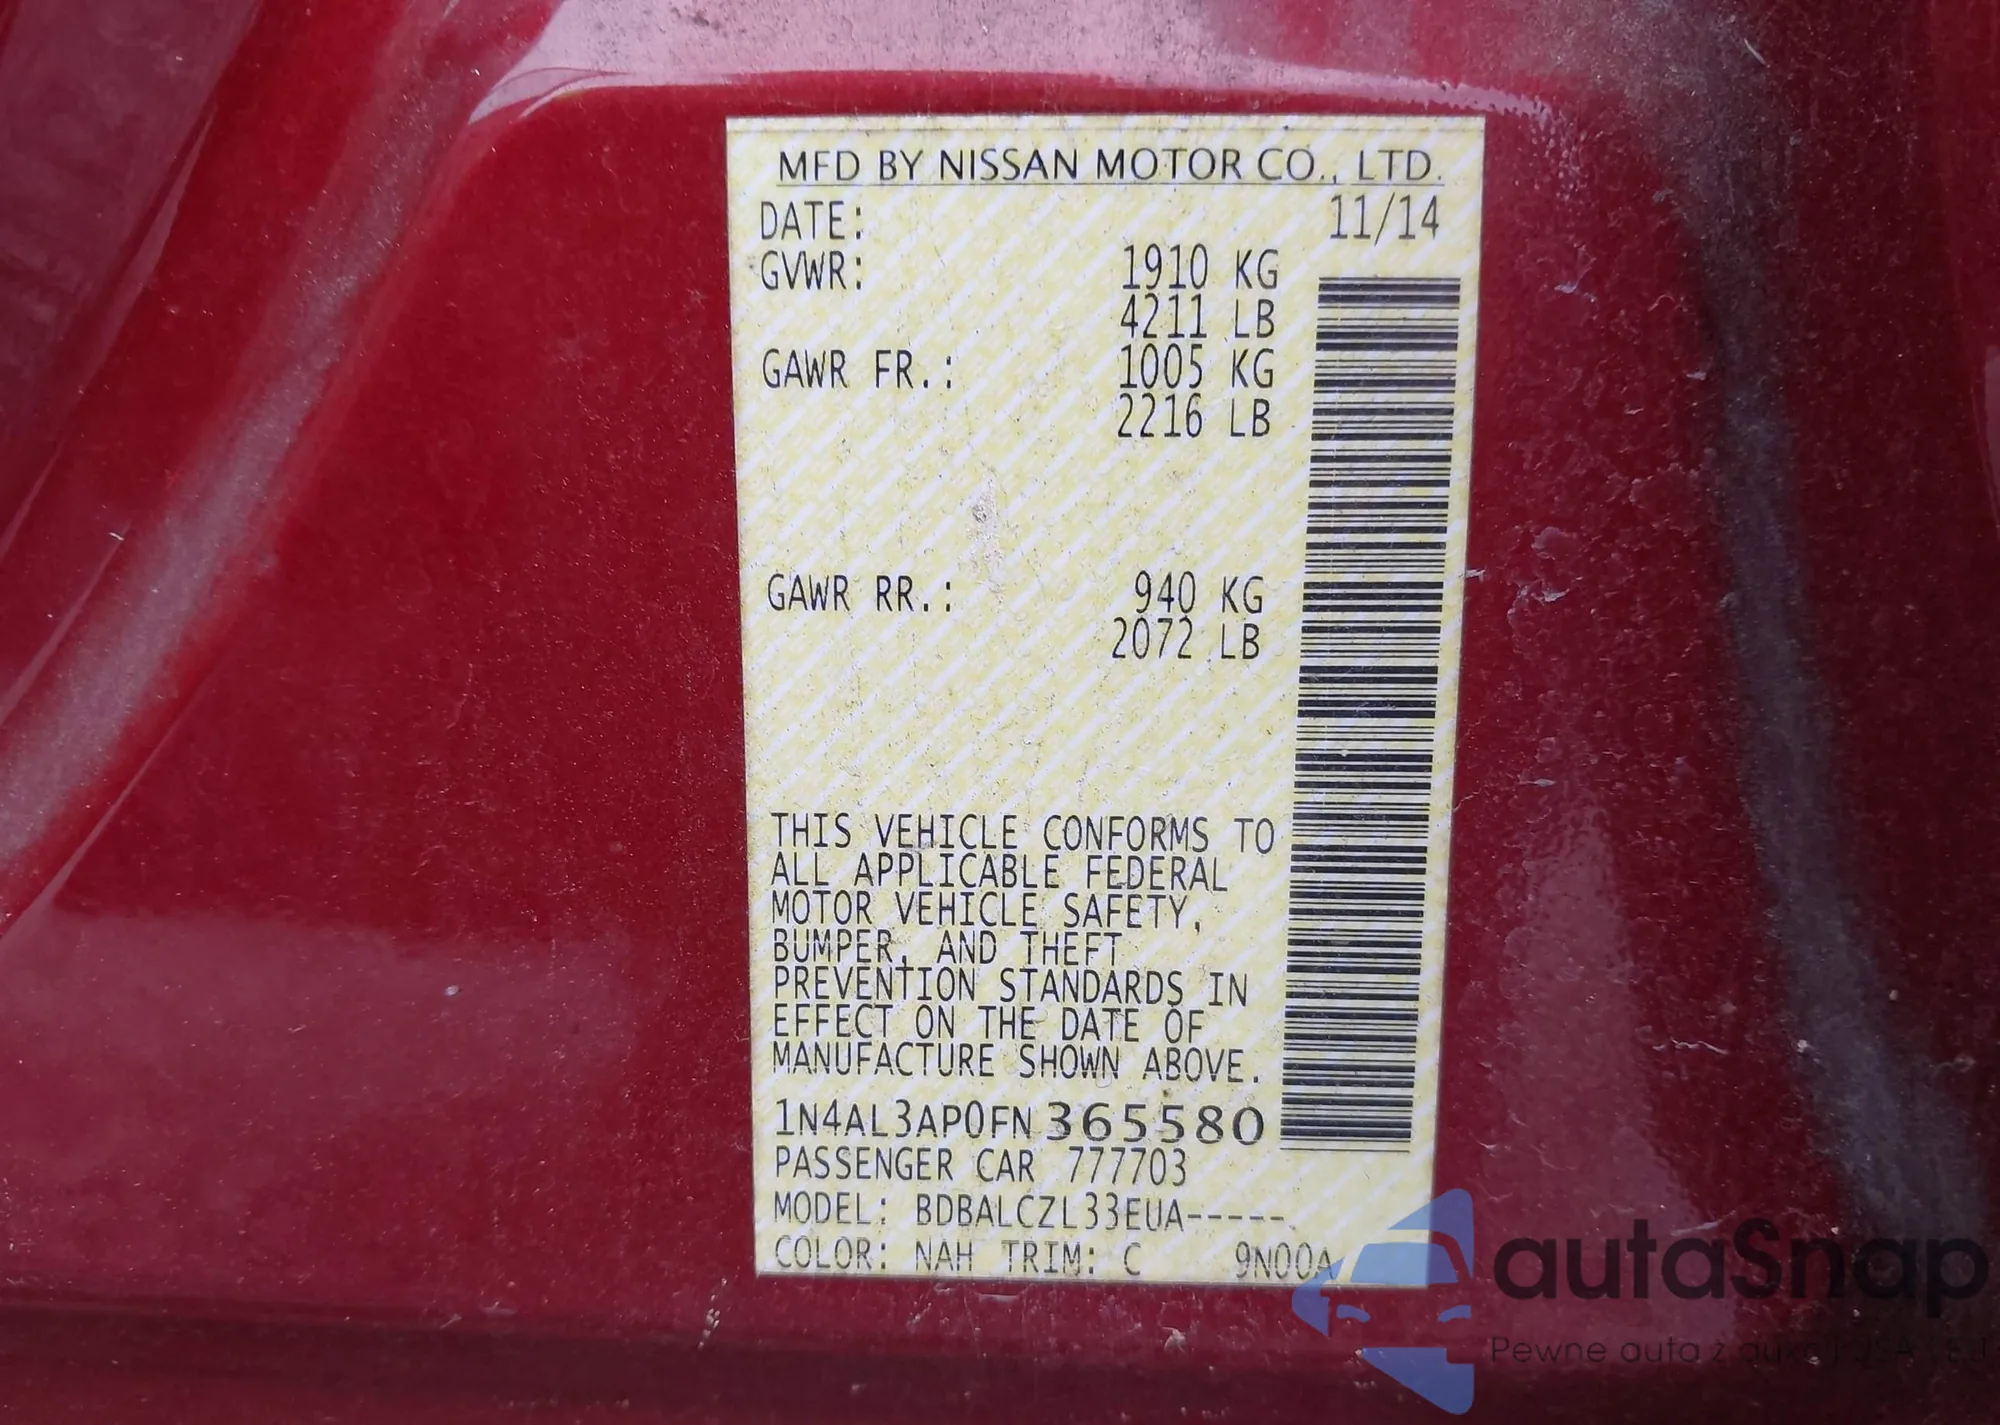 MFD BY NISSAN MOTOR CO., LTD.
DATE: 11/14
GVWR: 1910 KG
4211 LB
GAWR FR.: 1005 KG
2216 LB
GAWR RR.: 940 KG
2072 LB
THIS VEHICLE CONFORMS TO
ALL APPLICABLE FEDERAL
MOTOR VEHICLE SAFETY,
BUMPER, AND THEFT
PREVENTION STANDARDS IN
EFFECT ON THE DATE OF
MANUFACTURE SHOWN ABOVE.
1N4AL3AP0FN365580
PASSENGER CAR 777703
MODEL: BDBALCZL33EUA-----
COLOR: NAH TRIM: C 9N00A
autaSnap
Pewne auta z aukcji